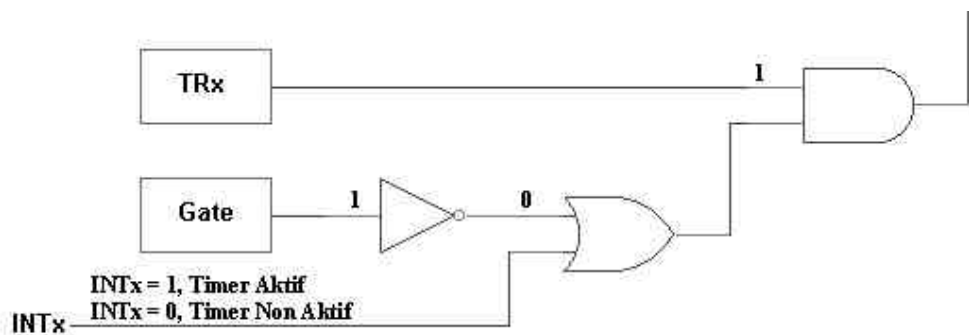 TRx
1
Gate
1
0
INTx = 1, Timer Aktif
INTx = 0, Timer Non Aktif
INTx